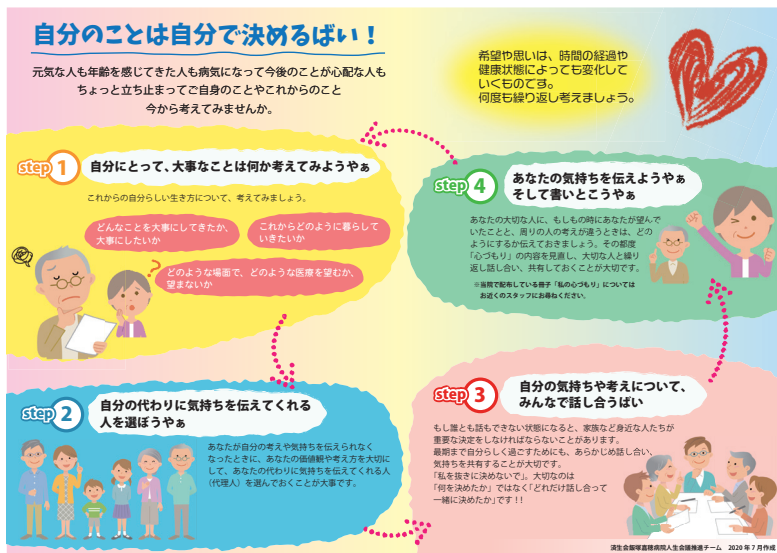 自分のことは自分で決めるばい！
元気な人も年齢を感じてきた人も病気になって今後のことが心配な人も
ちょっと立ち止まってご自身のことやこれからのこと
今から考えてみませんか。
希望や思いは、時間の経過や
健康状態によっても変化して
いくものです。
何度も繰り返し考えましょう。
step 1
自分にとって、大事なことは何か考えてみようやぁ
これからの自分らしい生き方について、考えてみましょう。
どんなことを大事にしてきたか、
大事にしたいか
これからどのように暮らして
いきたいか
どのような場面で、どのような医療を望むか、
望まないか
?
step 2
自分の代わりに気持ちを伝えてくれる
人を選ぼうやぁ
あなたが自分の考えや気持ちを伝えられなく
なったときに、あなたの価値観や考え方を大切に
して、あなたの代わりに気持ちを伝えてくれる人
（代理人）を選んでおくことが大事です。
step 3
自分の気持ちや考えについて、
みんなで話し合うばい
もし誰とも話もできない状態になると、家族など身近な人たちが
重要な決定をしなければならないことがあります。
最期まで自分らしく過すためにも、あらかじめ話し合い、
気持ちを共有することが大切です。
「私を抜きに決めないで」。大切なのは
「何を決めたか」ではなく「どれだけ話し合って
一緒に決めたか」です！！
step 4
あなたの気持ちを伝えようやぁ
そして書いとこうやぁ
あなたの大切な人に、もしもの時にあなたが望んで
いたことと、周りの人の考えが違うときは、どの
ようにするか伝えておきましょう。その都度
「心づもり」の内容を見直し、大切な人と繰り
返し話し合い、共有しておくことが大切です。
※当院で配布している冊子「私の心づもり」については
お近くのスタッフにお尋ねください。
済生会飯塚嘉穂病院人生会議推進チーム　2020年7月作成